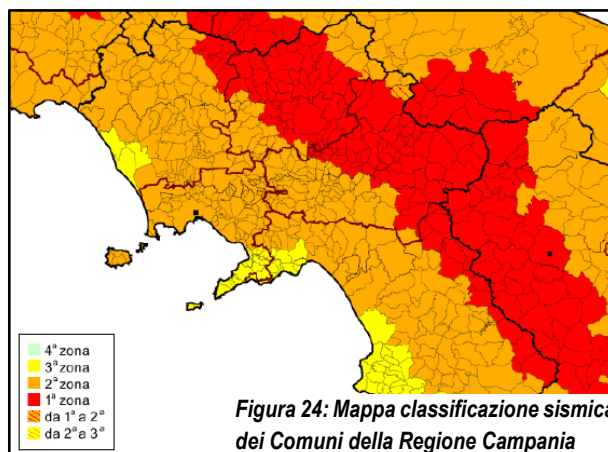 4ª zona
3ª zona
2ª zona
1ª zona
da 1ª a 2ª
da 2ª a 3ª
Figura 24: Mappa classificazione sismica
dei Comuni della Regione Campania